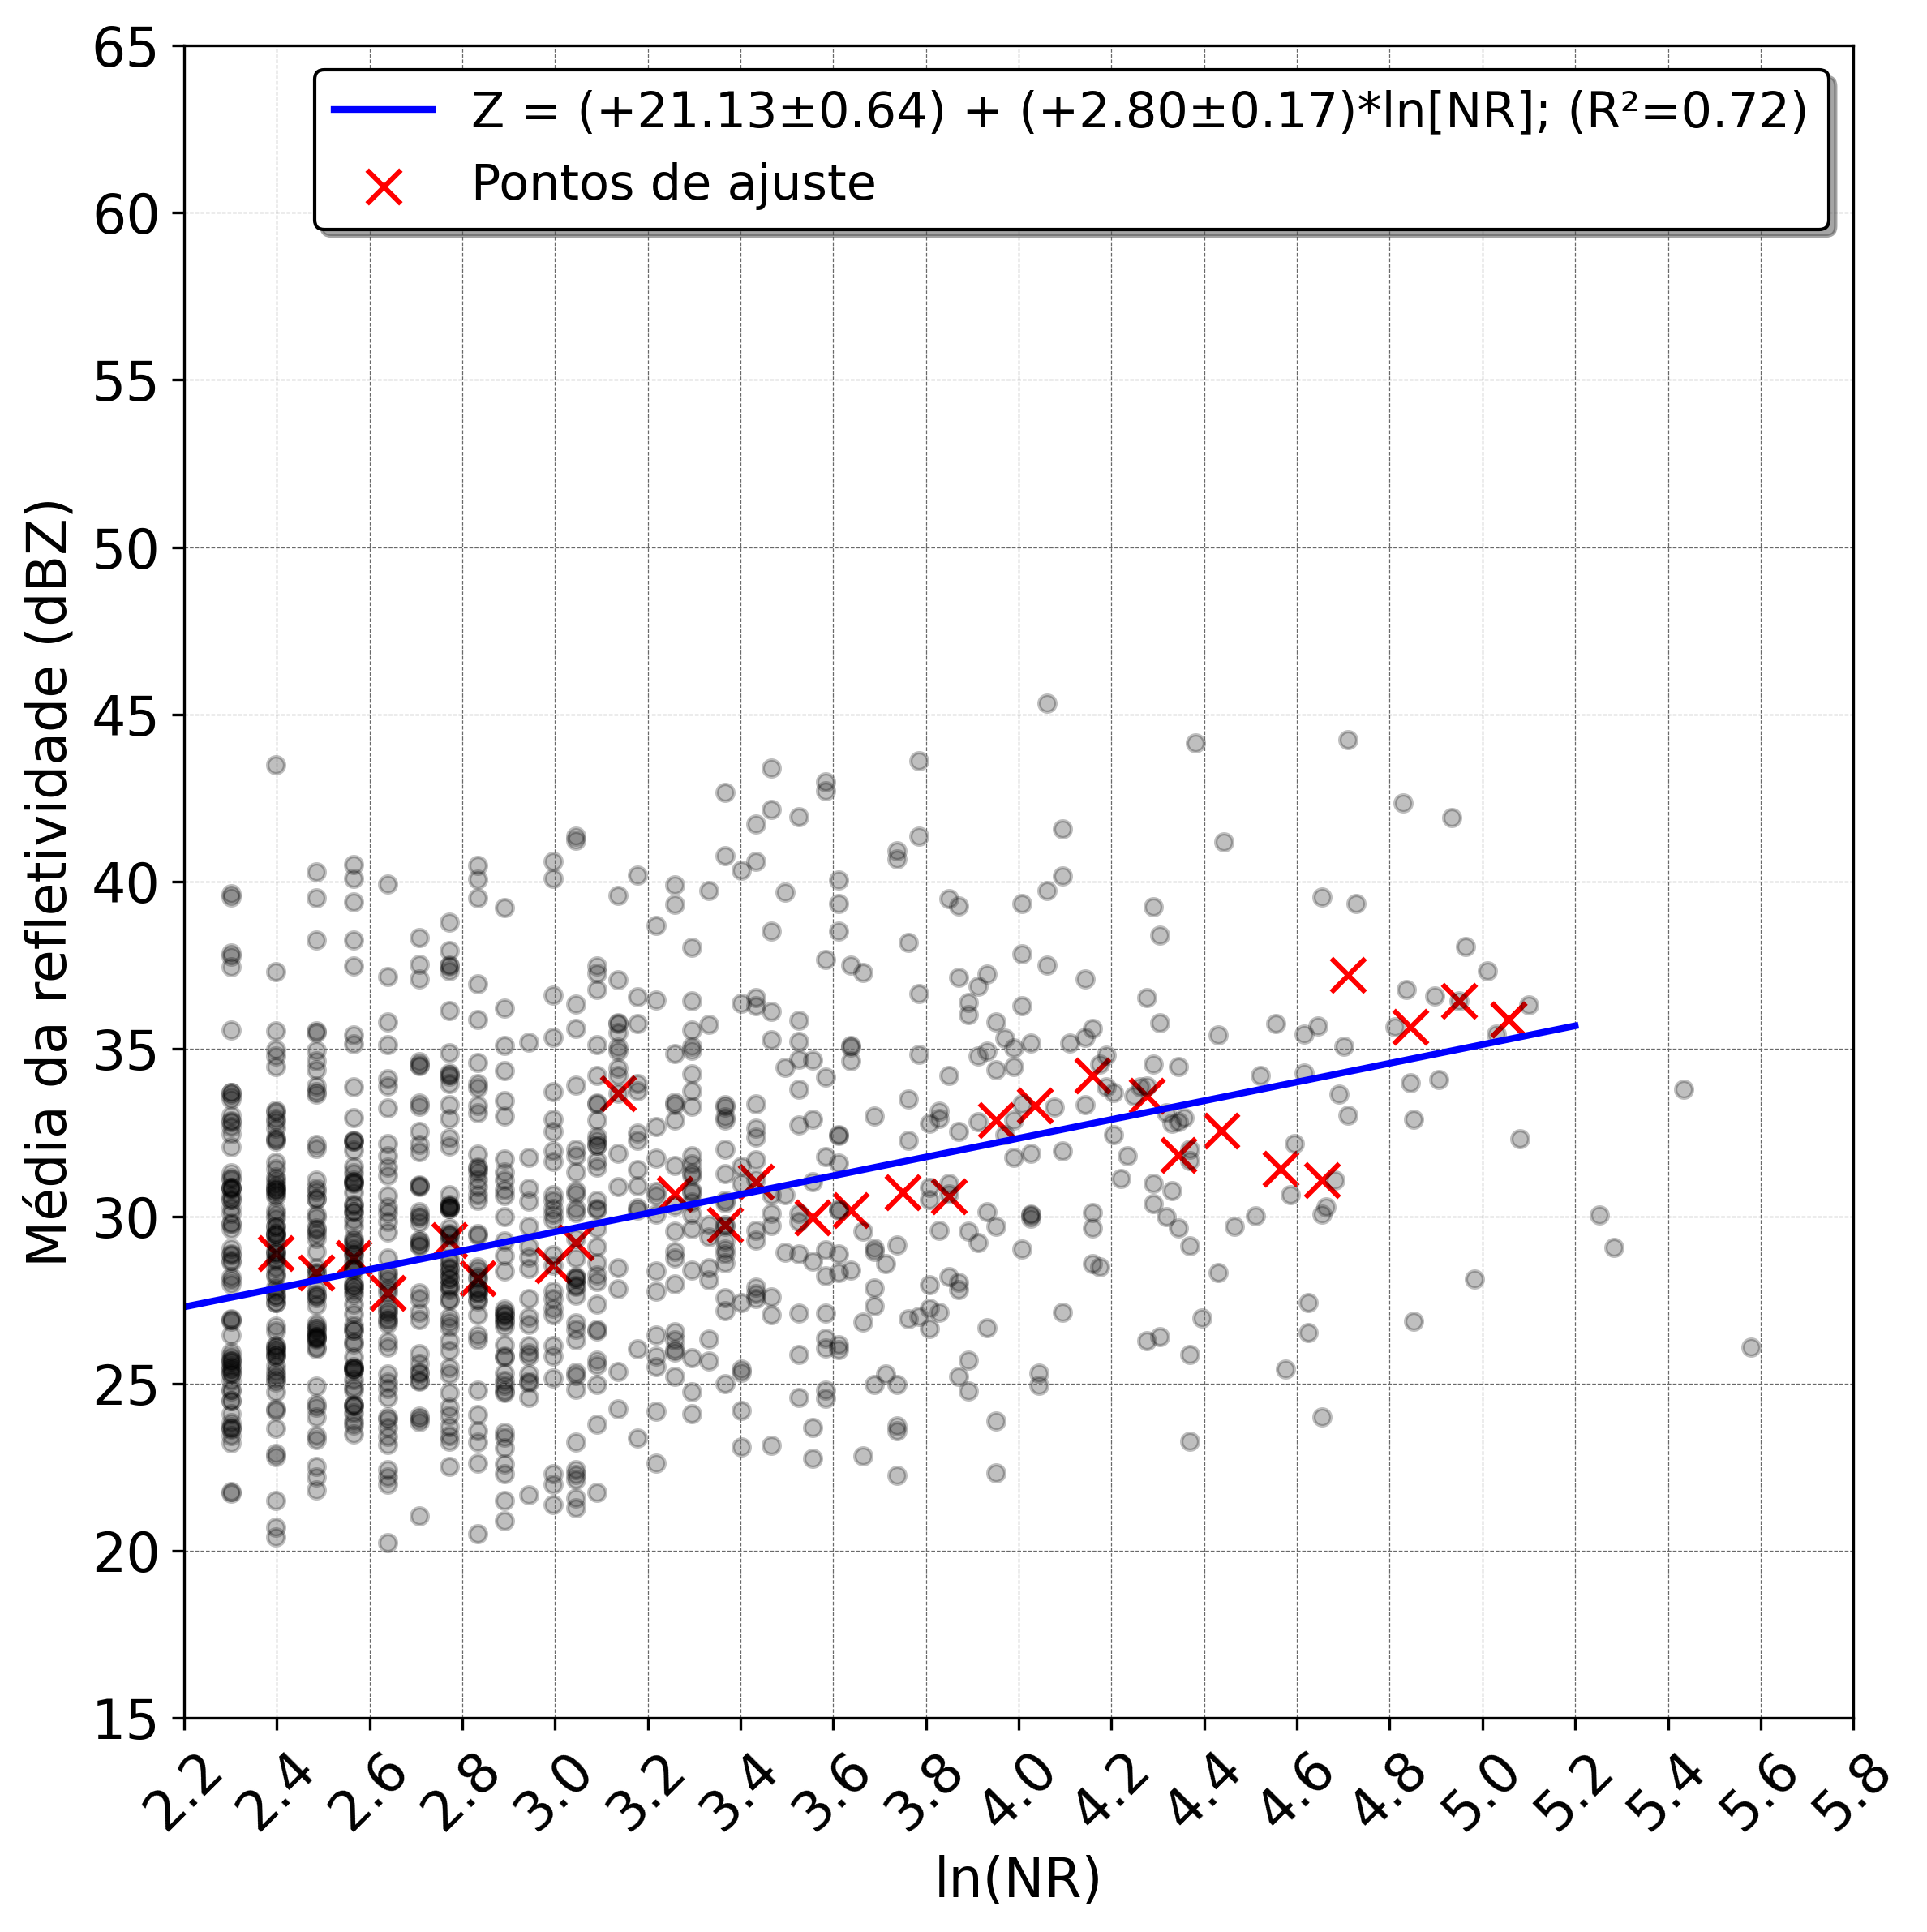 Z = (+21.13±0.64) + (+2.80±0.17)*ln[NR]; (R²=0.72)
Pontos de ajuste
Média da refletividade (dBZ)
65
60
55
50
45
40
35
30
25
20
15
2.2 2.4 2.6 2.8 3.0 3.2 3.4 3.6 3.8 4.0 4.2 4.4 4.6 4.8 5.0 5.2 5.4 5.6 5.8
ln(NR)